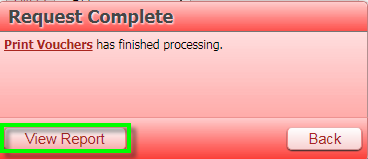 Request Complete
Print Vouchers has finished processing.
View Report
Back